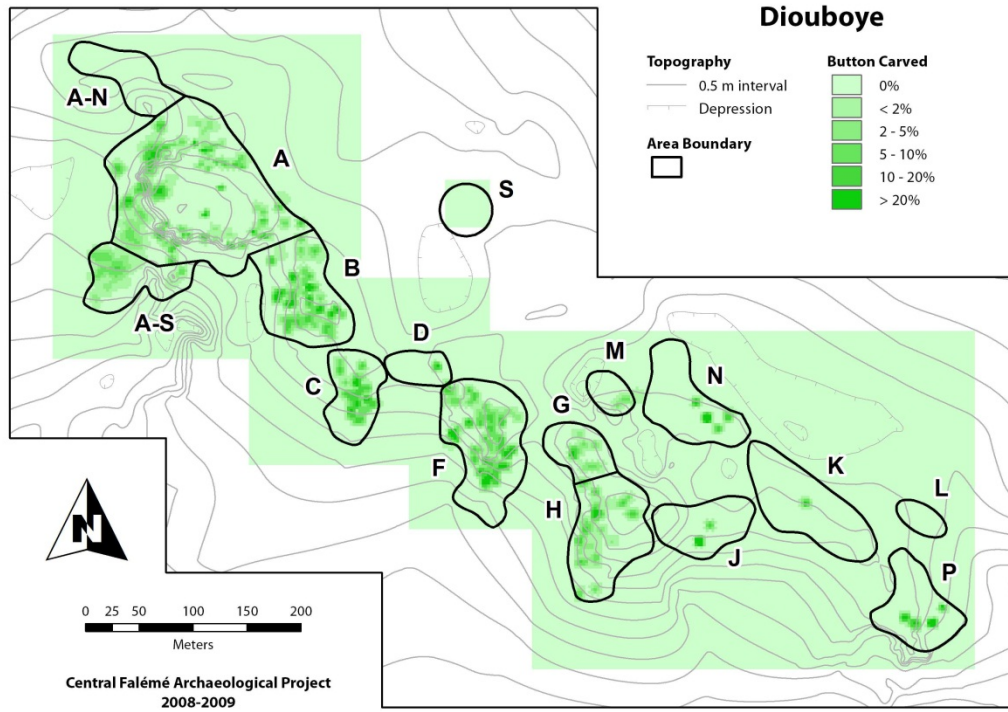 Diouboye
Topography
0.5 m interval
Depression
Area Boundary
Button Carved
0%
< 2%
2 - 5%
5 - 10%
10 - 20%
> 20%
A-N
A
S
B
A-S
D
C
M
N
G
F
K
H
L
J
P
N
0 25 50 100 150 200
Meters
Central Falémé Archaeological Project
2008-2009